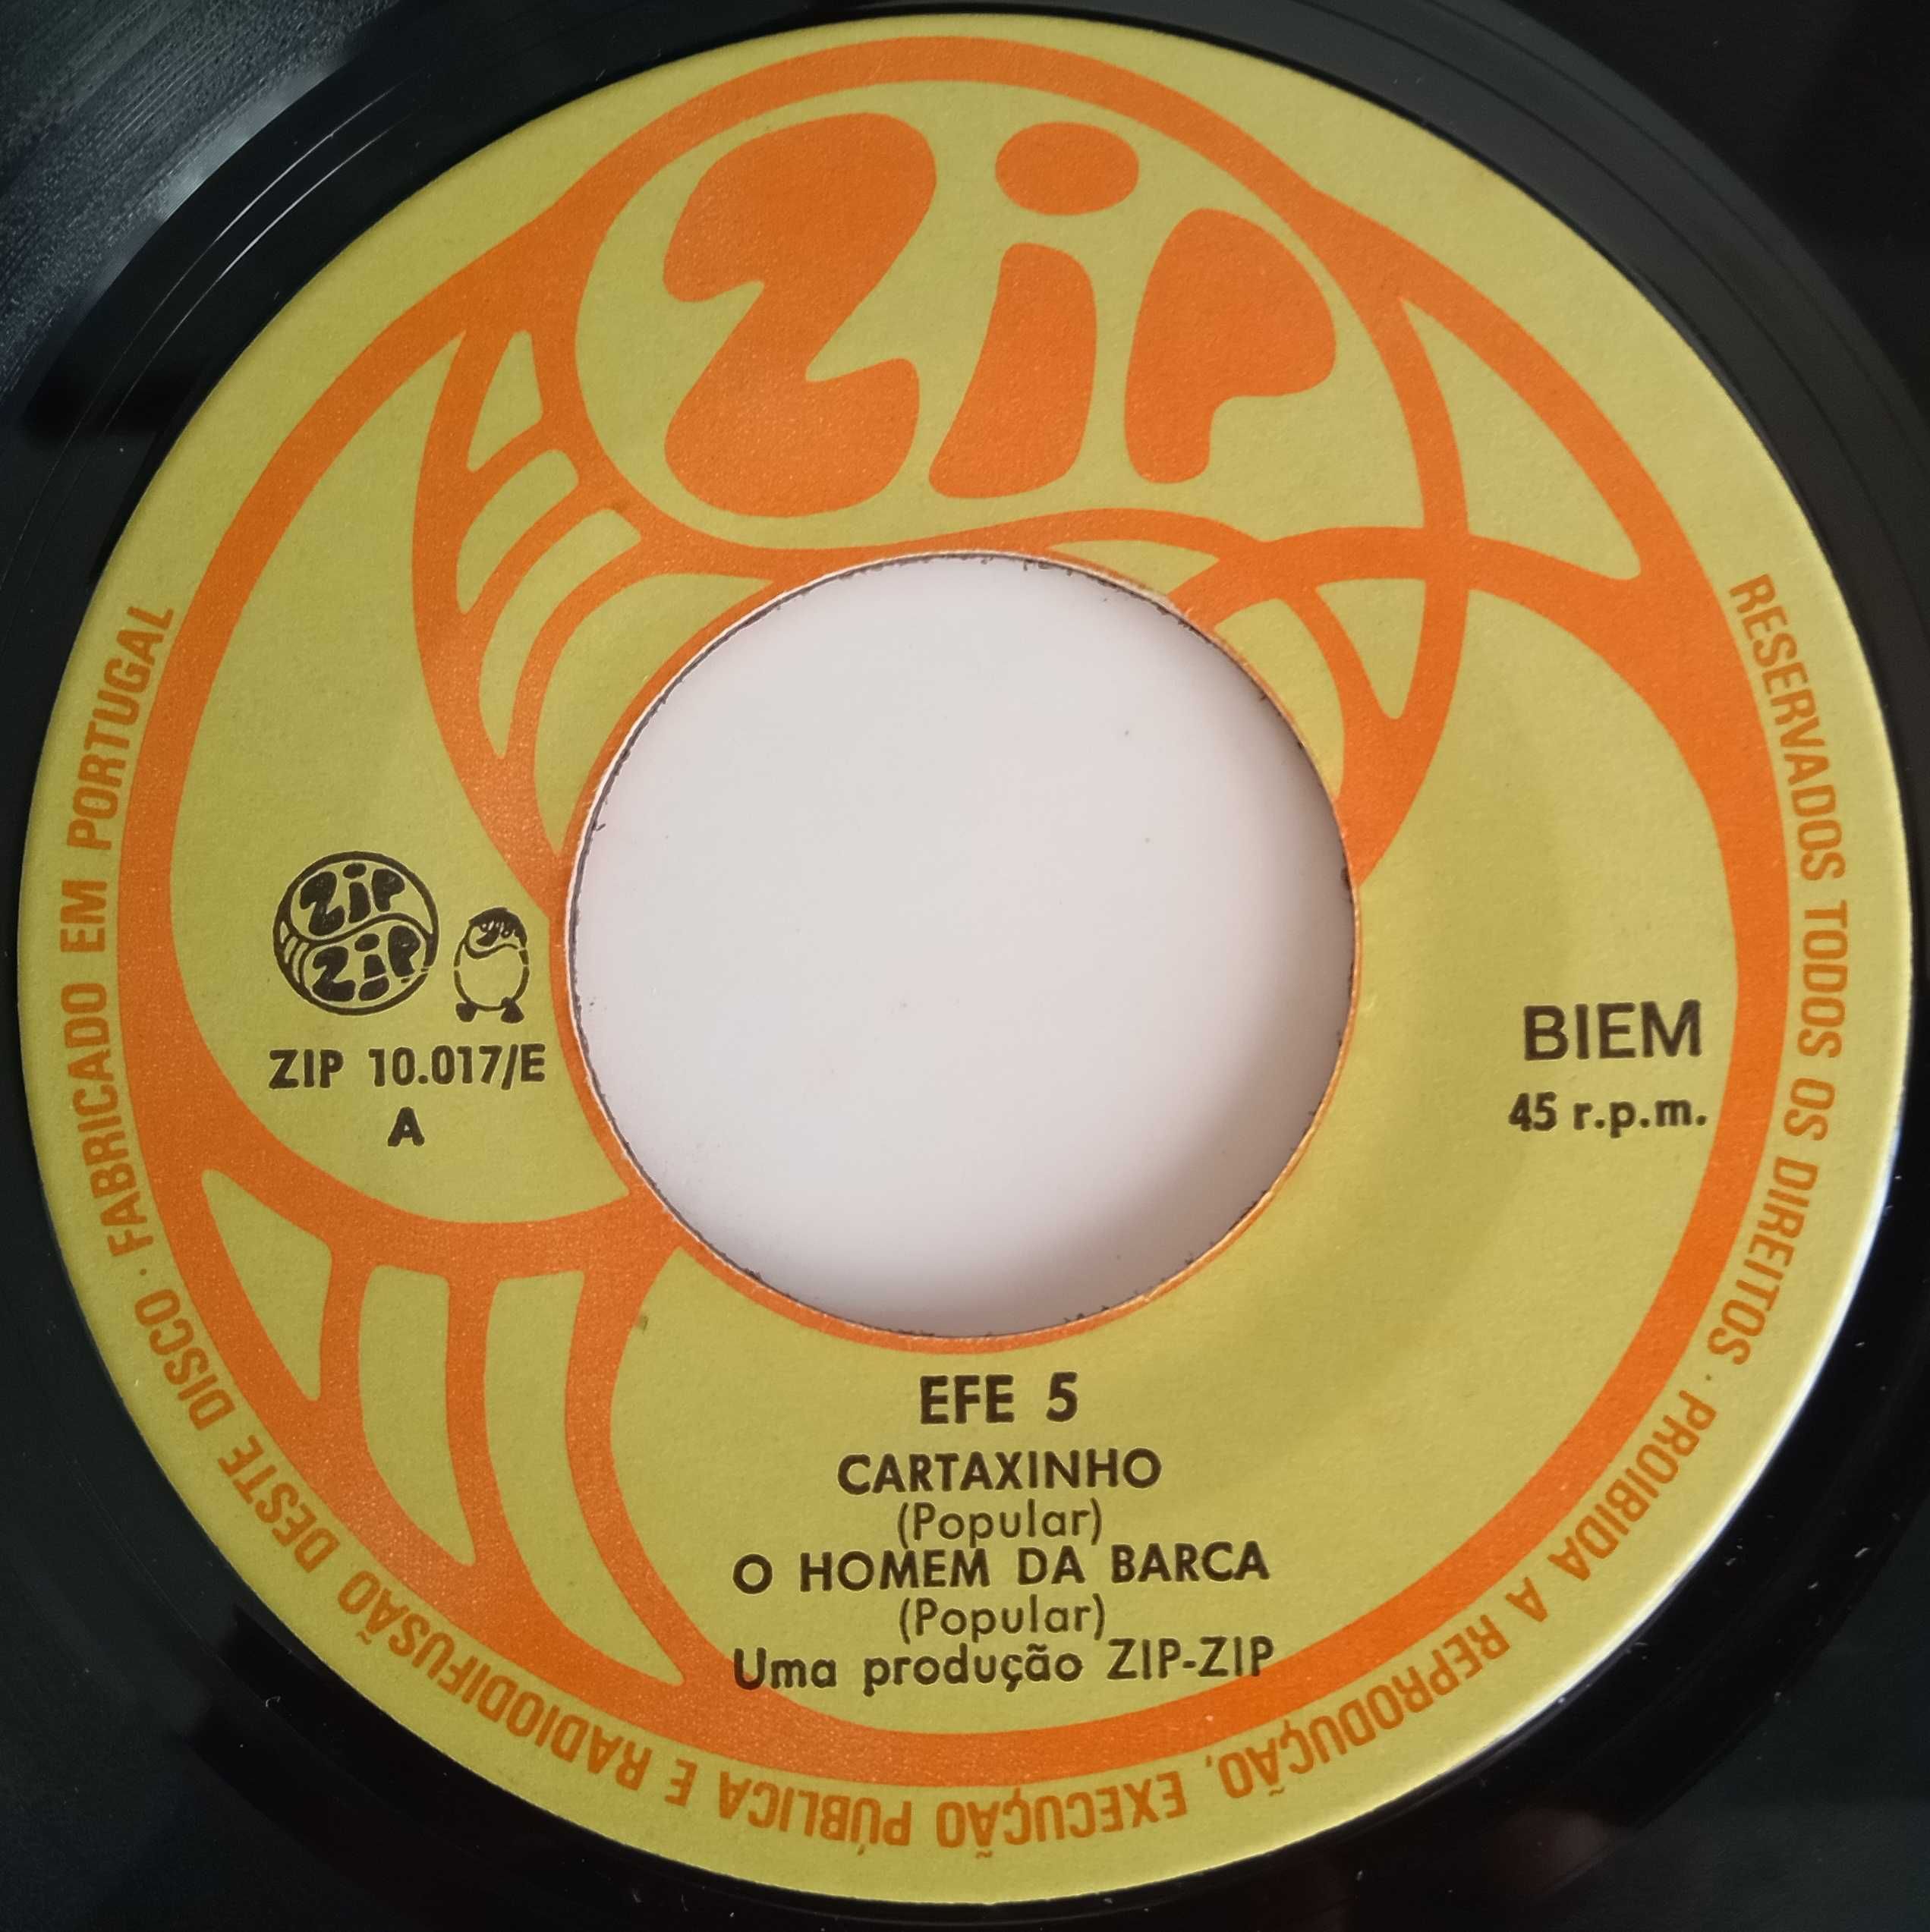 Zip
RESERVADOS TODOS OS DIREITOS · PROIBIDA A REPRODUÇÃO, EXECUÇÃO PÚBLICA E RADIODIFUSÃO DESTE DISCO · FABRICADO EM PORTUGAL
Zip
Zip
ZIP 10.017/E
A
BIEM
45 r.p.m.
EFE 5
CARTAXINHO
(Popular)
O HOMEM DA BARCA
(Popular)
Uma produção ZIP-ZIP